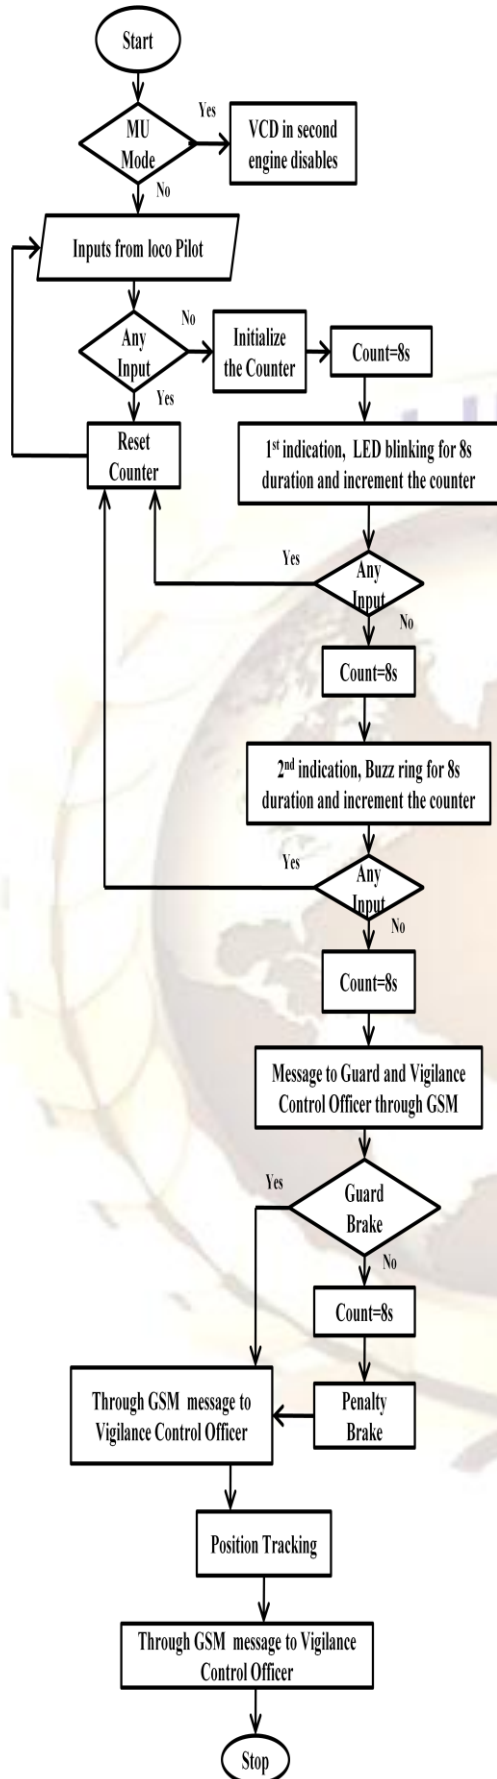 Start
MU
Mode
Yes
VCD in second
engine disables
No
Inputs from loco Pilot
Any
Input
No
Initialize
the Counter
Count=8s
Yes
Reset
Counter
1st indication, LED blinking for 8s
duration and increment the counter
Yes
Any
Input
No
Count=8s
2nd indication, Buzz ring for 8s
duration and increment the counter
Yes
Any
Input
No
Count=8s
Message to Guard and Vigilance
Control Officer through GSM
Yes
Guard
Brake
No
Count=8s
Through GSM message to
Vigilance Control Officer
Penalty
Brake
Position Tracking
Through GSM message to Vigilance
Control Officer
Stop